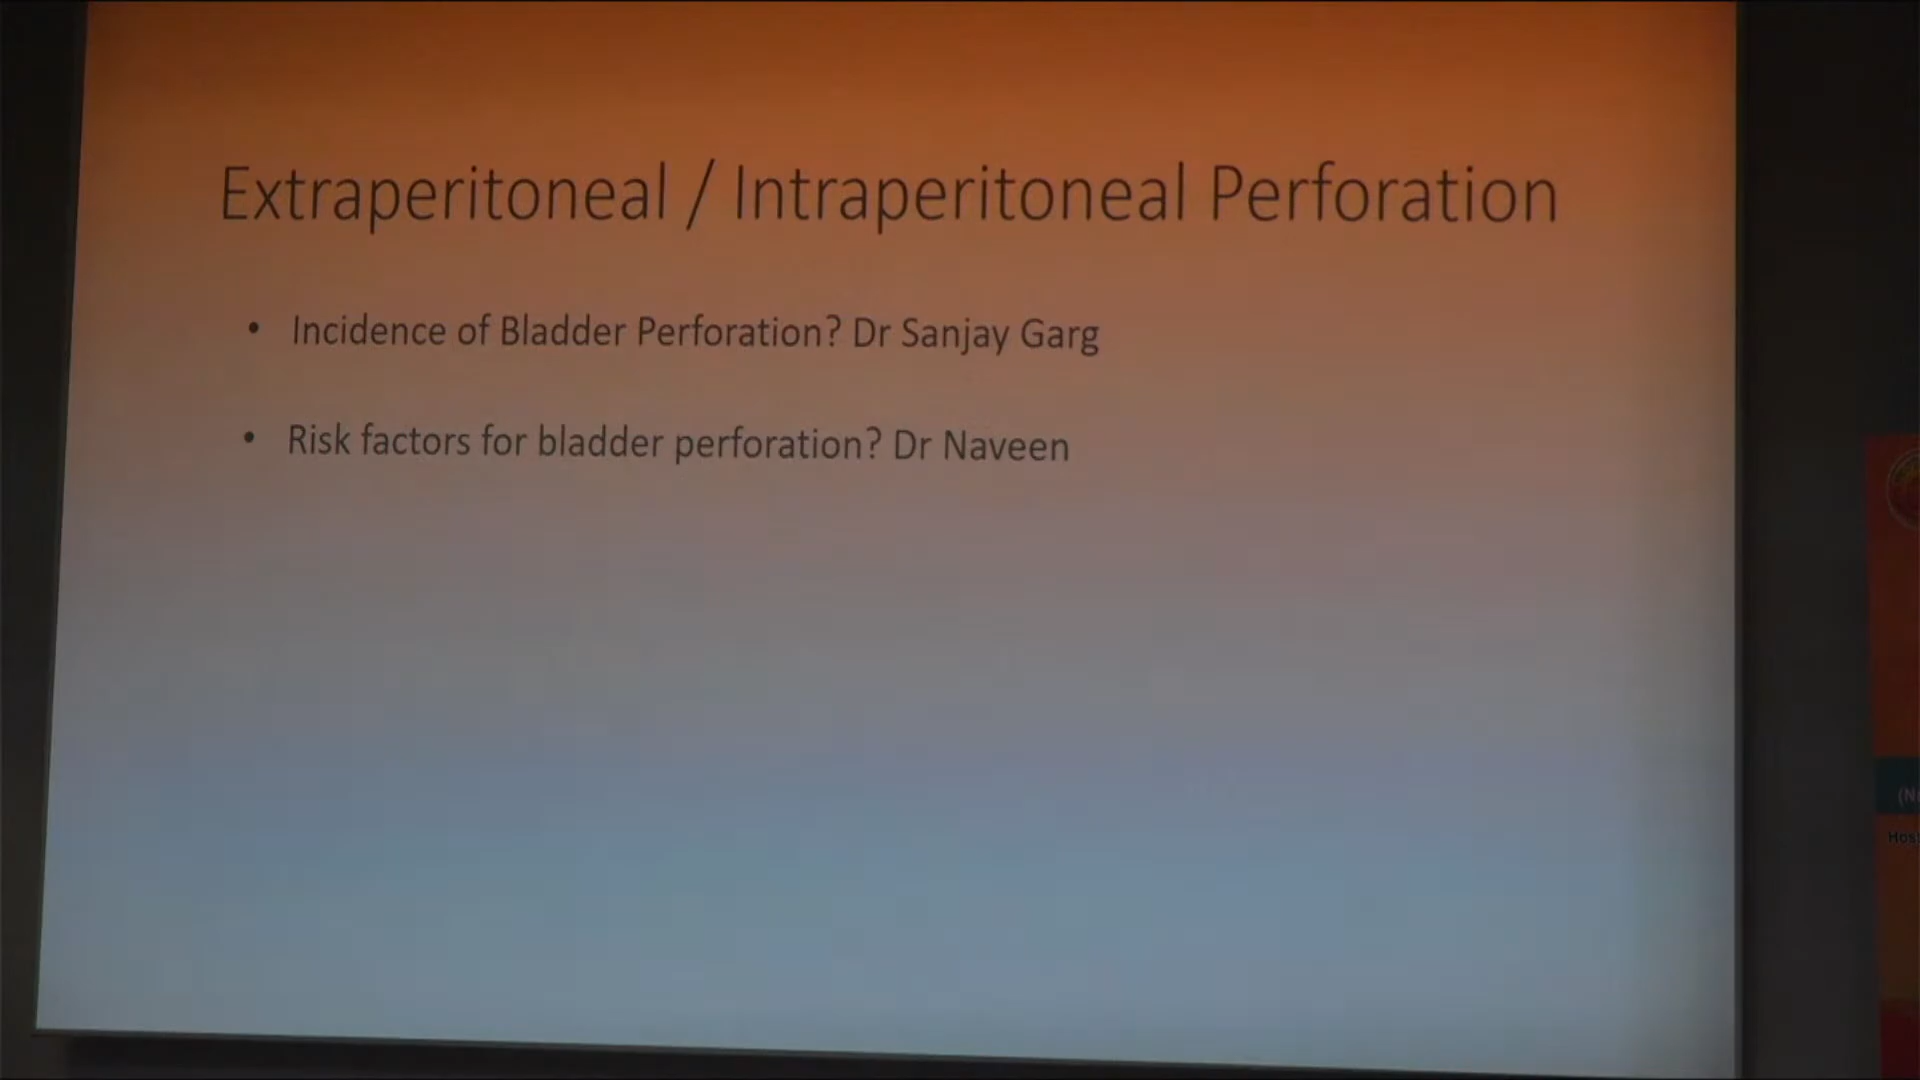 Extraperitoneal / Intraperitoneal Perforation
• Incidence of Bladder Perforation? Dr Sanjay Garg
• Risk factors for bladder perforation? Dr Naveen